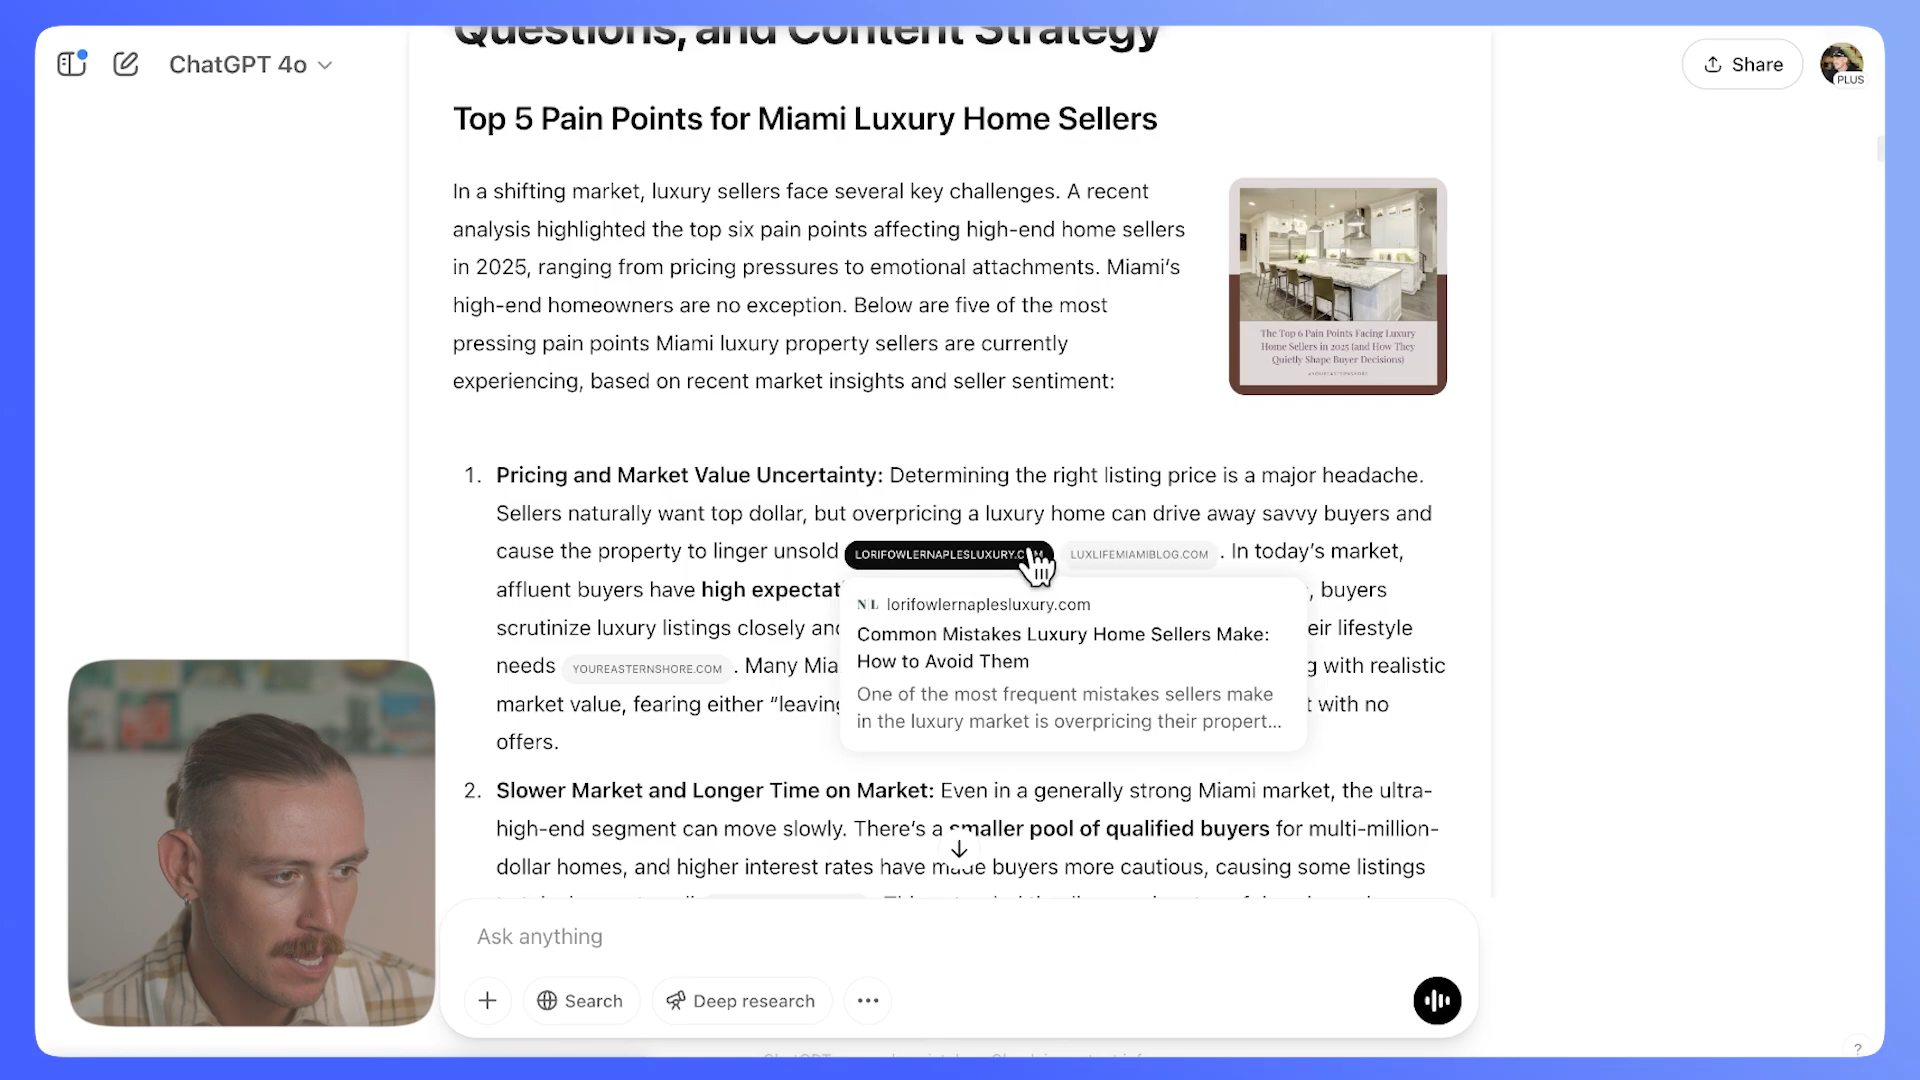 Questions, and Content Strategy
ChatGPT 4o
Share
PLUS
Top 5 Pain Points for Miami Luxury Home Sellers
In a shifting market, luxury sellers face several key challenges. A recent
analysis highlighted the top six pain points affecting high-end home sellers
in 2025, ranging from pricing pressures to emotional attachments. Miami's
high-end homeowners are no exception. Below are five of the most
pressing pain points Miami luxury property sellers are currently
experiencing, based on recent market insights and seller sentiment:
The Top 6 Pain Points Facing Luxury
Home Sellers in 2025 (and How They
Quietly Shape Buyer Decisions)
1. Pricing and Market Value Uncertainty: Determining the right listing price is a major headache.
Sellers naturally want top dollar, but overpricing a luxury home can drive away savvy buyers and
cause the property to linger unsold LORIFOWLERNAPLESLUXURY.COM LUXLIFEMIAMIBLOG.COM . In today's market,
affluent buyers have high expectat , buyers
scrutinize luxury listings closely and eir lifestyle
needs YOUREASTERNSHORE.COM . Many Mia g with realistic
market value, fearing either "leaving t with no
offers.
NL lorifowlernaplesluxury.com
Common Mistakes Luxury Home Sellers Make:
How to Avoid Them
One of the most frequent mistakes sellers make
in the luxury market is overpricing their propert...
2. Slower Market and Longer Time on Market: Even in a generally strong Miami market, the ultra-
high-end segment can move slowly. There's a smaller pool of qualified buyers for multi-million-
dollar homes, and higher interest rates have made buyers more cautious, causing some listings
Ask anything
Search
Deep research
?